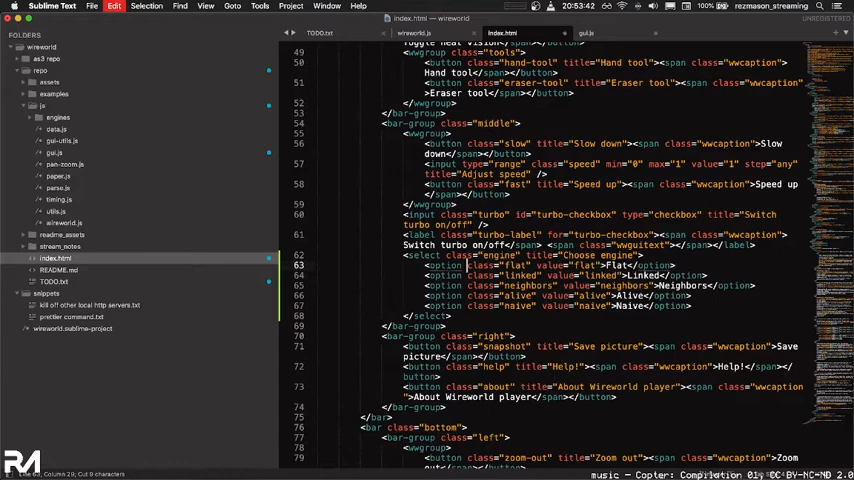 Sublime Text File Edit Selection Find View Goto Tools Project Window Help 100% 20:53:42 rezmason_streaming
index.html — wireworld
UNREGISTERED
FOLDERS
wireworld
as3 repo
repo
assets
examples
js
engines
data.js
gui-utils.js
gui.js
pan-zoom.js
paper.js
parse.js
timing.js
utils.js
wireworld.js
readme_assets
stream_notes
index.html
README.md
TODO.txt
snippets
kill off other local http servers.txt
prettier command.txt
wireworld.sublime-project
TODO.txt wireworld.js index.html gui.js
Toggle heat vision</span></button>
49 <wwgroup class="tools">
50 <button class="hand-tool" title="Hand tool"><span class="wwcaption">
Hand tool</span></button>
51 <button class="eraser-tool" title="Eraser tool"><span class="wwcaption"
>Eraser tool</span></button>
52 </wwgroup>
53 </bar-group>
54 <bar-group class="middle">
55 <wwgroup>
56 <button class="slow" title="Slow down"><span class="wwcaption">Slow
down</span></button>
57 <input type="range" class="speed" min="0" max="1" value="1" step="any"
title="Adjust speed" />
58 <button class="fast" title="Speed up"><span class="wwcaption">Speed up
</span></button>
59 </wwgroup>
60 <input class="turbo" id="turbo-checkbox" type="checkbox" title="Switch
turbo on/off" />
61 <label class="turbo-label" for="turbo-checkbox"><span class="wwcaption">
Switch turbo on/off</span> <span class="wwguitext"></span></label>
62 <select class="engine" title="Choose engine">
63 <option class="flat" value="flat">Flat</option>
64 <option class="linked" value="linked">Linked</option>
65 <option class="neighbors" value="neighbors">Neighbors</option>
66 <option class="alive" value="alive">Alive</option>
67 <option class="naive" value="naive">Naive</option>
68 </select>
69 </bar-group>
70 <bar-group class="right">
71 <button class="snapshot" title="Save picture"><span class="wwcaption">Save
picture</span></button>
72 <button class="help" title="Help!"><span class="wwcaption">Help!</span></
button>
73 <button class="about" title="About Wireworld player"><span class="wwcaption"
>About Wireworld player</span></button>
74 </bar-group>
75 </bar>
76 <bar class="bottom">
77 <bar-group class="left">
78 <wwgroup>
79 <button class="zoom-out" title="Zoom out"><span class="wwcaption">Zoom
out</span></button>
RM
Line 63, Column 29; Cut 9 characters
music - Copter: Compilation 01: CC BY-NC-ND 2.0